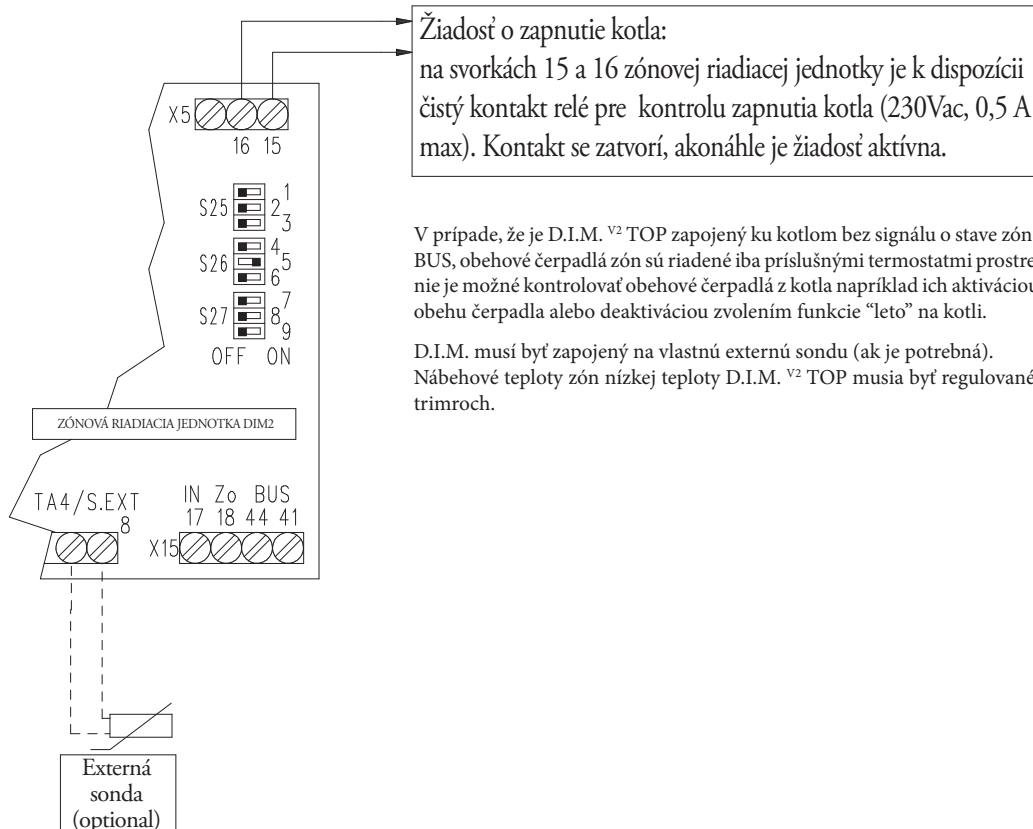 Žiadosť o zapnutie kotla:
na svorkách 15 a 16 zónovej riadiacej jednotky je k dispozícii
čistý kontakt relé pre kontrolu zapnutia kotla (230Vac, 0,5 A
max). Kontakt se zatvorí, akonáhle je žiadosť aktívna.
X5
16 15
S25
1
2
3
S26
4
5
6
S27
7
8
9
OFF ON
V prípade, že je D.I.M. V2 TOP zapojený ku kotlom bez signálu o stave zón
BUS, obehové čerpadlá zón sú riadené iba príslušnými termostatmi prostre
nie je možné kontrolovať obehové čerpadlá z kotla napríklad ich aktiváciou
obehu čerpadla alebo deaktiváciou zvolením funkcie “leto” na kotli.
D.I.M. musí byť zapojený na vlastnú externú sondu (ak je potrebná).
Nábehové teploty zón nízkej teploty D.I.M. V2 TOP musia byť regulované
trimroch.
ZÓNOVÁ RIADIACIA JEDNOTKA DIM2
TA4/S.EXT
8
IN Zo BUS
17 18 44 41
X15
Externá
sonda
(optional)